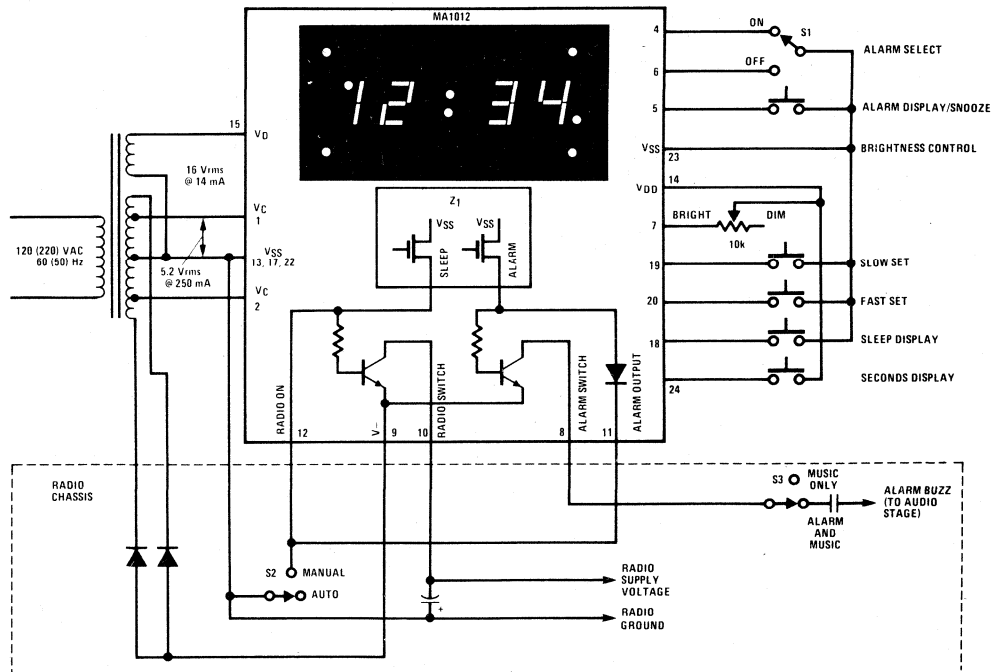 MA1012
12:34
15
VD
16 Vrms
@ 14 mA
VC
1
120 (220) VAC
60 (50) Hz
VSS
13, 17, 22
5.2 Vrms
@ 250 mA
VC
2
Z1
VSS
VSS
SLEEP
ALARM
RADIO ON
12
V–
9
10
RADIO SWITCH
8
ALARM SWITCH
11
ALARM OUTPUT
4
ON
S1
ALARM SELECT
6
OFF
5
ALARM DISPLAY/SNOOZE
VSS
23
BRIGHTNESS CONTROL
VDD
14
7
BRIGHT
DIM
10k
19
SLOW SET
20
FAST SET
18
SLEEP DISPLAY
24
SECONDS DISPLAY
RADIO
CHASSIS
S3
MUSIC
ONLY
ALARM
AND
MUSIC
ALARM BUZZ
(TO AUDIO
STAGE)
S2
MANUAL
AUTO
+
RADIO
SUPPLY
VOLTAGE
RADIO
GROUND